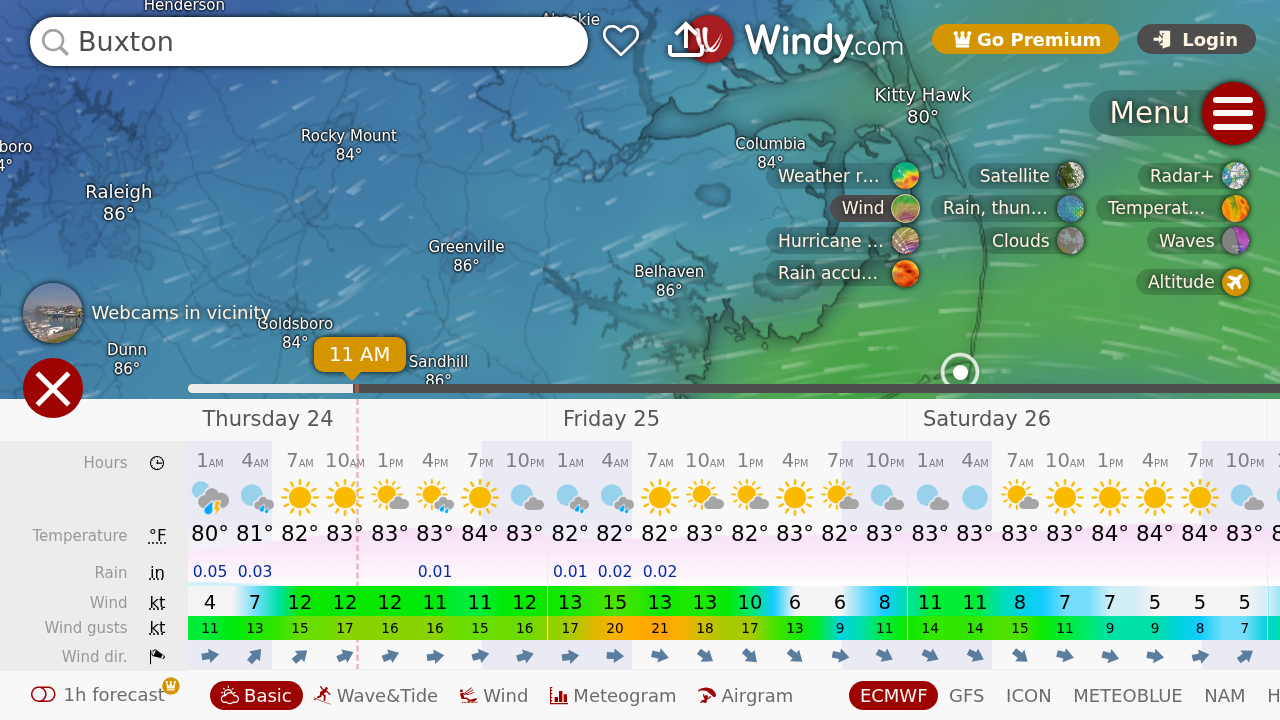 Henderson
Ahoskie
Buxton
Windy.com
Go Premium
Login
Kitty Hawk
80°
Menu
Rocky Mount
84°
Columbia
84°
boro
4°
Raleigh
86°
Weather r...
Satellite
Radar+
Wind
Rain, thun...
Temperat...
Hurricane ...
Clouds
Waves
Rain accu...
Altitude
Greenville
86°
Belhaven
86°
Webcams in vicinity
Goldsboro
84°
Dunn
86°
11 AM
Sandhill
86°
Thursday 24 Friday 25 Saturday 26
Hours 1AM 4AM 7AM 10AM 1PM 4PM 7PM 10PM 1AM 4AM 7AM 10AM 1PM 4PM 7PM 10PM 1AM 4AM 7AM 10AM 1PM 4PM 7PM 10PM
Temperature °F 80° 81° 82° 83° 83° 83° 84° 83° 82° 82° 82° 83° 82° 83° 82° 83° 83° 83° 83° 83° 84° 84° 84° 83° 8
Rain in 0.05 0.03 0.01 0.01 0.02 0.02
Wind kt 4 7 12 12 12 11 11 12 13 15 13 13 10 6 6 8 11 11 8 7 7 5 5 5
Wind gusts kt 11 13 15 17 16 16 15 16 17 20 21 18 17 13 9 11 14 14 15 11 9 9 8 7
Wind dir.
1h forecast Basic Wave&Tide Wind Meteogram Airgram ECMWF GFS ICON METEOBLUE NAM H